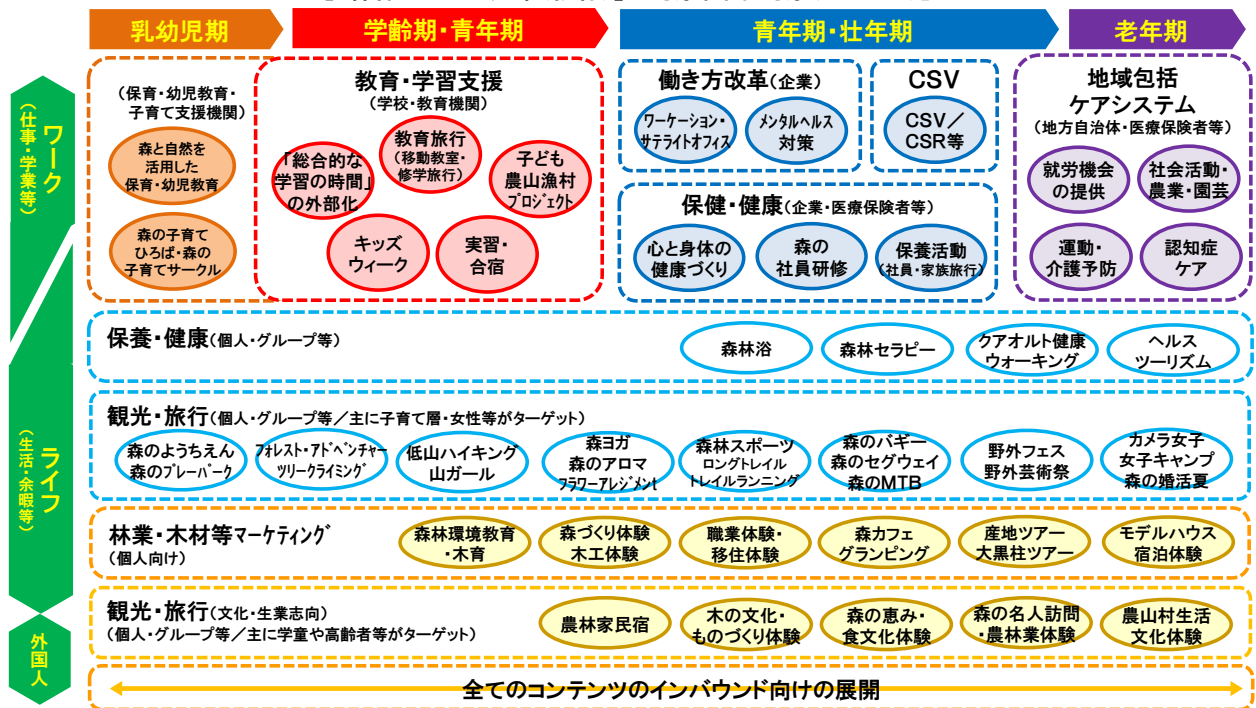 乳幼児期
学齢期・青年期
青年期・壮年期
老年期
ワーク
(仕事・学業等)
ライフ
(生活・余暇等)
外国人
(保育・幼児教育・
子育て支援機関)
森と自然を
活用した
保育・幼児教育
森の子育て
ひろば・森の
子育てサークル
教育・学習支援
(学校・教育機関)
「総合的な
学習の時間」
の外部化
教育旅行
(移動教室・
修学旅行)
子ども
農山漁村
プロジェクト
キッズ
ウィーク
実習・
合宿
働き方改革(企業)
ワーケーション・
サテライトオフィス
メンタルヘルス
対策
CSV
CSV/
CSR等
保健・健康(企業・医療保険者等)
心と身体の
健康づくり
森の
社員研修
保養活動
(社員・家族旅行)
地域包括
ケアシステム
(地方自治体・医療保険者等)
就労機会
の提供
社会活動・
農業・園芸
運動・
介護予防
認知症
ケア
保養・健康(個人・グループ等)
森林浴
森林セラピー
クアオルト健康
ウォーキング
ヘルス
ツーリズム
観光・旅行(個人・グループ等/主に子育て層・女性等がターゲット)
森のようちえん
森のプレーパーク
フォレスト・アドベンチャー
ツリークライミング
低山ハイキング
山ガール
森ヨガ
森のアロマ
フラワーアレジメント
森林スポーツ
ロングトレイル
トレイルランニング
森のバギー
森のセグウェイ
森のMTB
野外フェス
野外芸術祭
カメラ女子
女子キャンプ
森の婚活夏
林業・木材等マーケティング
(個人向け)
森林環境教育
・木育
森づくり体験
木工体験
職業体験・
移住体験
森カフェ
グランピング
産地ツアー
大黒柱ツアー
モデルハウス
宿泊体験
観光・旅行(文化・生業志向)
(個人・グループ等/主に学童や高齢者等がターゲット)
農林家民宿
木の文化・
ものづくり体験
森の恵み・
食文化体験
森の名人訪問
・農林業体験
農山村生活
文化体験
全てのコンテンツのインバウンド向けの展開